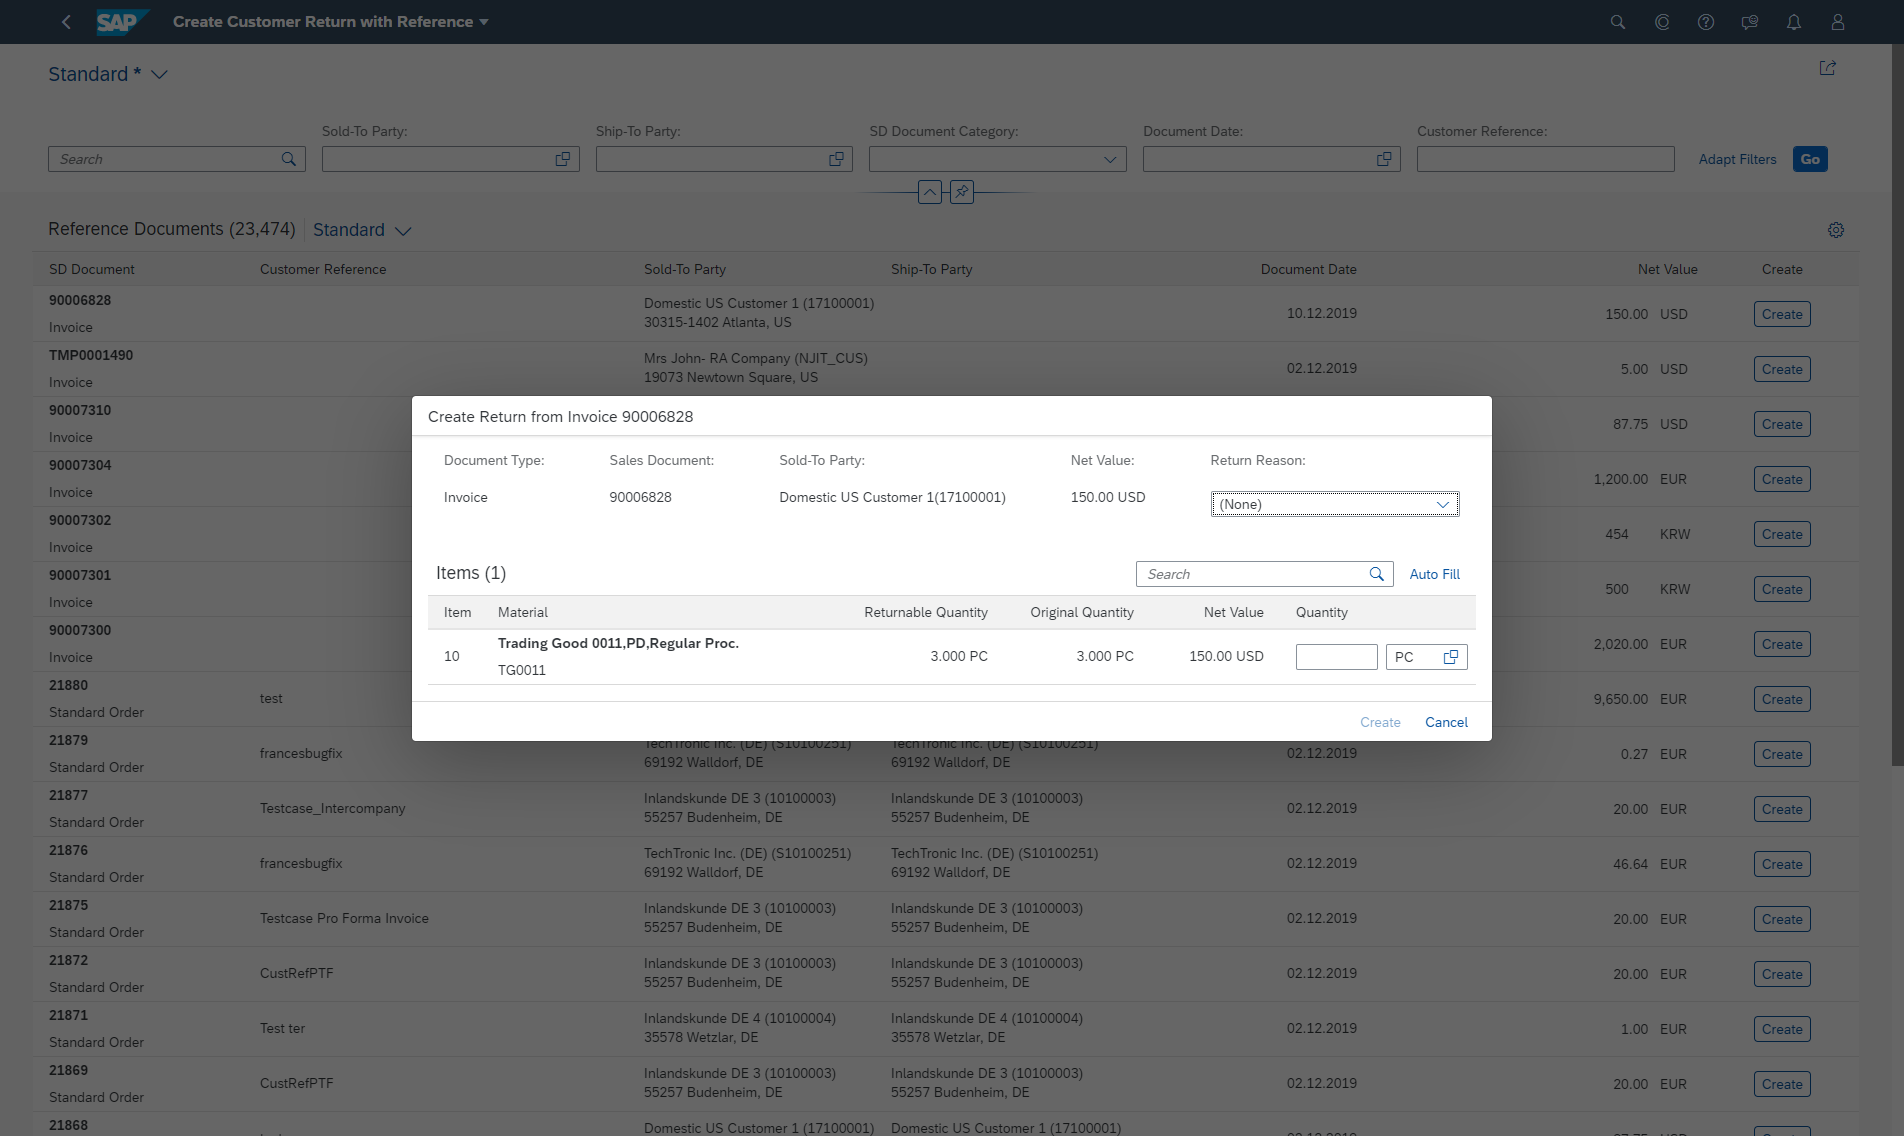 SAP Create Customer Return with Reference
Standard *
Sold-To Party: Ship-To Party: SD Document Category: Document Date: Customer Reference:
Search Adapt Filters Go
Reference Documents (23,474) Standard
SD Document Customer Reference Sold-To Party Ship-To Party Document Date Net Value Create
90006828
Invoice
Domestic US Customer 1 (17100001)
30315-1402 Atlanta, US
10.12.2019 150.00 USD Create
TMP0001490
Invoice
Mrs John- RA Company (NJIT_CUS)
19073 Newtown Square, US
02.12.2019 5.00 USD Create
90007310
Invoice
87.75 USD Create
90007304
Invoice
1,200.00 EUR Create
90007302
Invoice
454 KRW Create
90007301
Invoice
500 KRW Create
90007300
Invoice
2,020.00 EUR Create
21880
Standard Order
test
9,650.00 EUR Create
Create Return from Invoice 90006828
Document Type: Sales Document: Sold-To Party: Net Value: Return Reason:
Invoice 90006828 Domestic US Customer 1(17100001) 150.00 USD (None)
Items (1) Search Auto Fill
Item Material Returnable Quantity Original Quantity Net Value Quantity
10
Trading Good 0011,PD,Regular Proc.
TG0011
3.000 PC 3.000 PC 150.00 USD PC
Create Cancel
21879
Standard Order
francesbugfix
TechTronic Inc. (DE) (S10100251)
69192 Walldorf, DE
TechTronic Inc. (DE) (S10100251)
69192 Walldorf, DE
02.12.2019 0.27 EUR Create
21877
Standard Order
Testcase_Intercompany
Inlandskunde DE 3 (10100003)
55257 Budenheim, DE
Inlandskunde DE 3 (10100003)
55257 Budenheim, DE
02.12.2019 20.00 EUR Create
21876
Standard Order
francesbugfix
TechTronic Inc. (DE) (S10100251)
69192 Walldorf, DE
TechTronic Inc. (DE) (S10100251)
69192 Walldorf, DE
02.12.2019 46.64 EUR Create
21875
Standard Order
Testcase Pro Forma Invoice
Inlandskunde DE 3 (10100003)
55257 Budenheim, DE
Inlandskunde DE 3 (10100003)
55257 Budenheim, DE
02.12.2019 20.00 EUR Create
21872
Standard Order
CustRefPTF
Inlandskunde DE 3 (10100003)
55257 Budenheim, DE
Inlandskunde DE 3 (10100003)
55257 Budenheim, DE
02.12.2019 20.00 EUR Create
21871
Standard Order
Test ter
Inlandskunde DE 4 (10100004)
35578 Wetzlar, DE
Inlandskunde DE 4 (10100004)
35578 Wetzlar, DE
02.12.2019 1.00 EUR Create
21869
Standard Order
CustRefPTF
Inlandskunde DE 3 (10100003)
55257 Budenheim, DE
Inlandskunde DE 3 (10100003)
55257 Budenheim, DE
02.12.2019 20.00 EUR Create
21868
Domestic US Customer 1 (17100001) Domestic US Customer 1 (17100001)